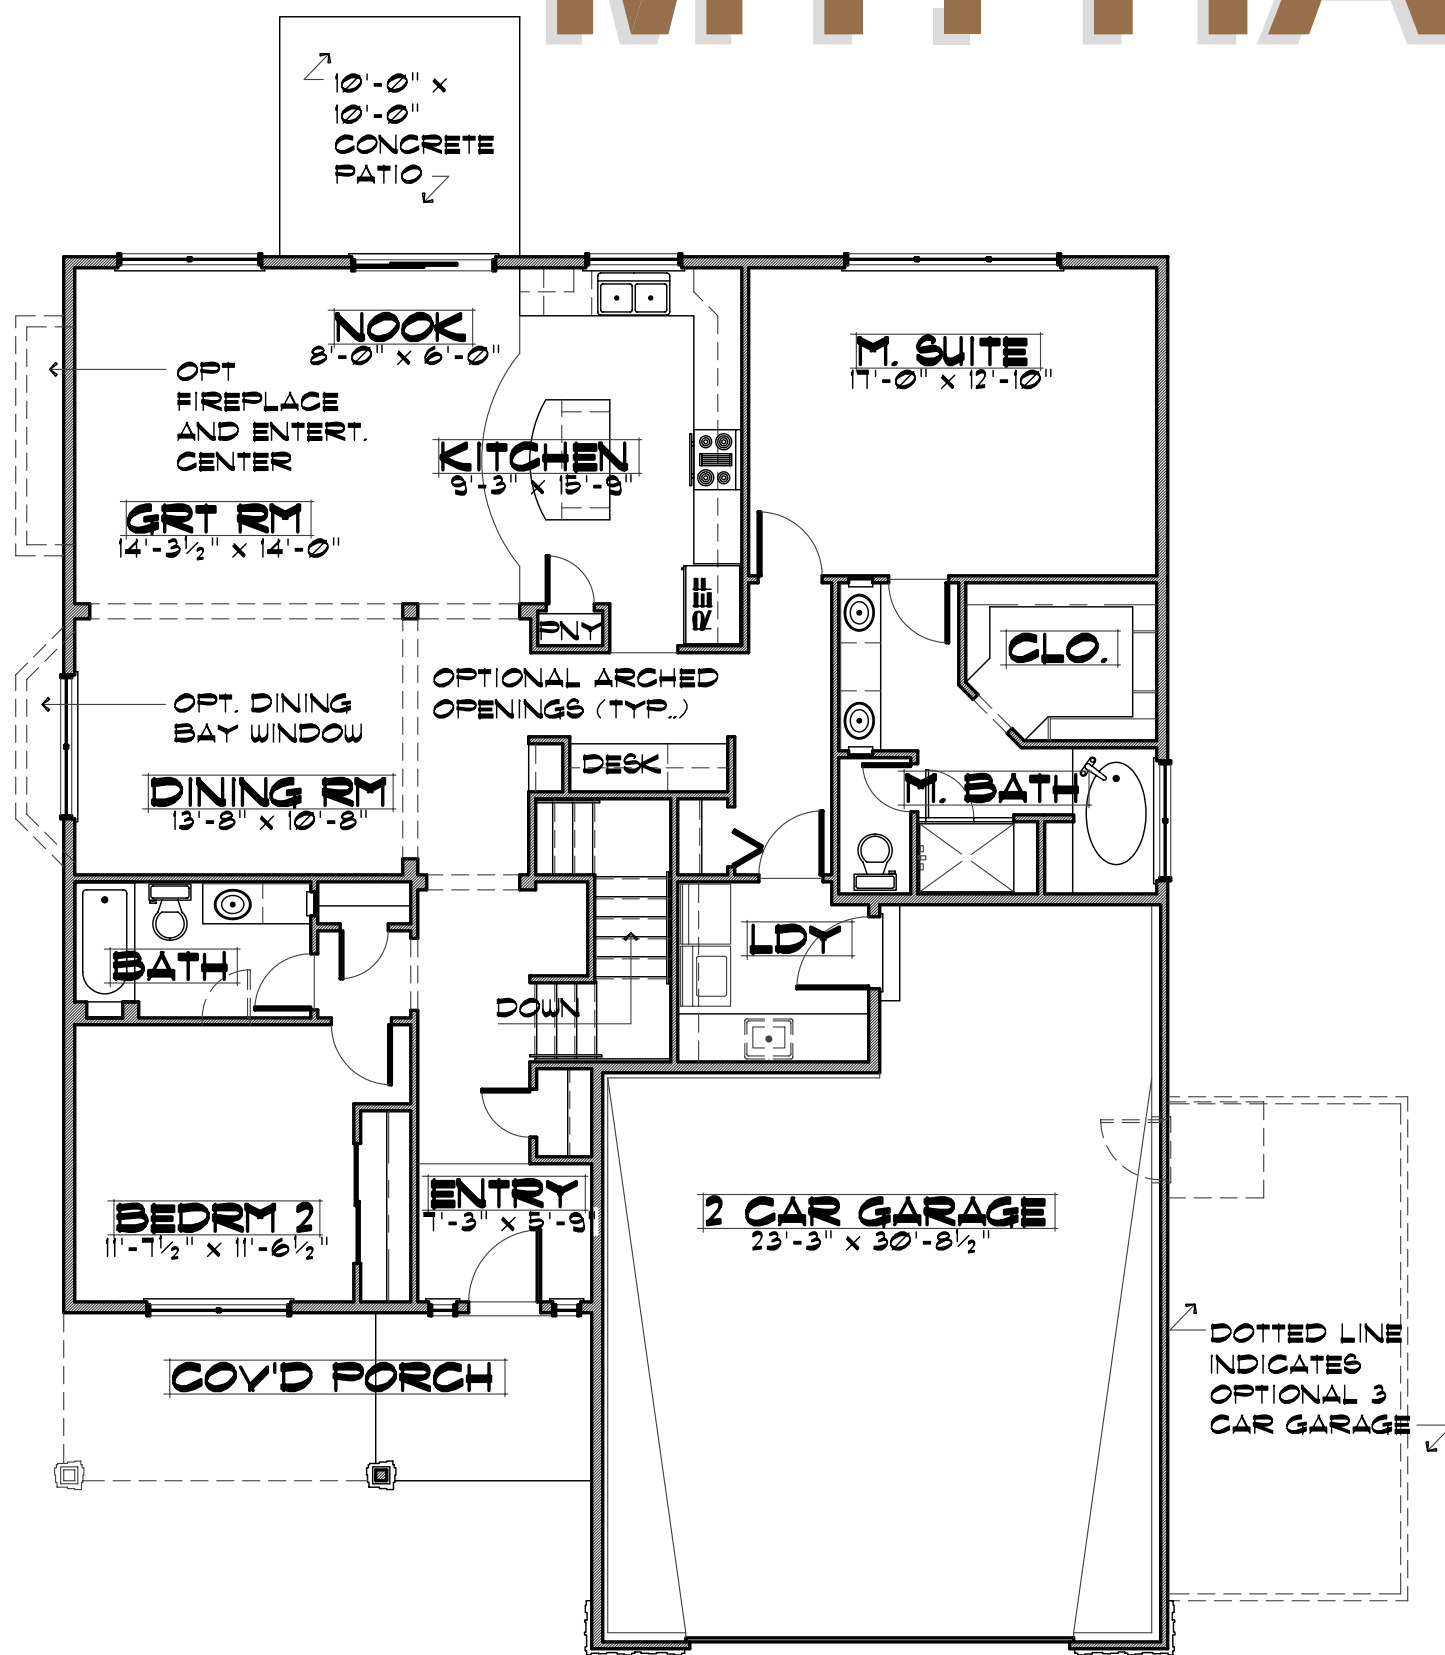 10'-0" x
10'-0"
CONCRETE
PATIO
NOOK
8'-0" x 6'-0"
M. SUITE
17'-0" x 12'-10"
OPT
FIREPLACE
AND ENTERT.
CENTER
KITCHEN
9'-3" x 15'-9"
GRT RM
14'-3½" x 14'-0"
REF
PNY
CLO.
OPTIONAL ARCHED
OPENINGS (TYP..)
OPT. DINING
BAY WINDOW
DESK
DINING RM
13'-8" x 10'-8"
M. BATH
LDY
BATH
DOWN
ENTRY
7'-3" x 5'-9"
BEDRM 2
11'-7½" x 11'-6½"
2 CAR GARAGE
23'-3" x 30'-8½"
COV'D PORCH
DOTTED LINE
INDICATES
OPTIONAL 3
CAR GARAGE